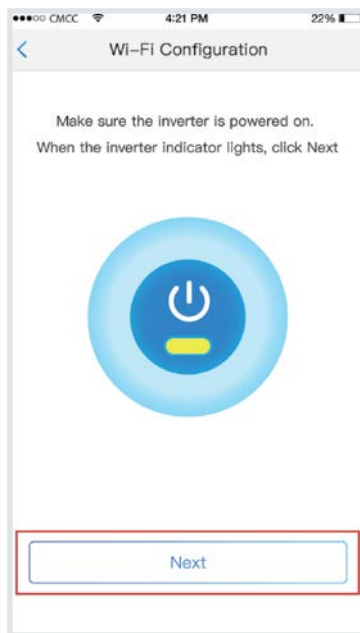 ●●●○○ CMCC 4:21 PM 22%
Wi-Fi Configuration
Make sure the inverter is powered on.
When the inverter indicator lights, click Next
Next